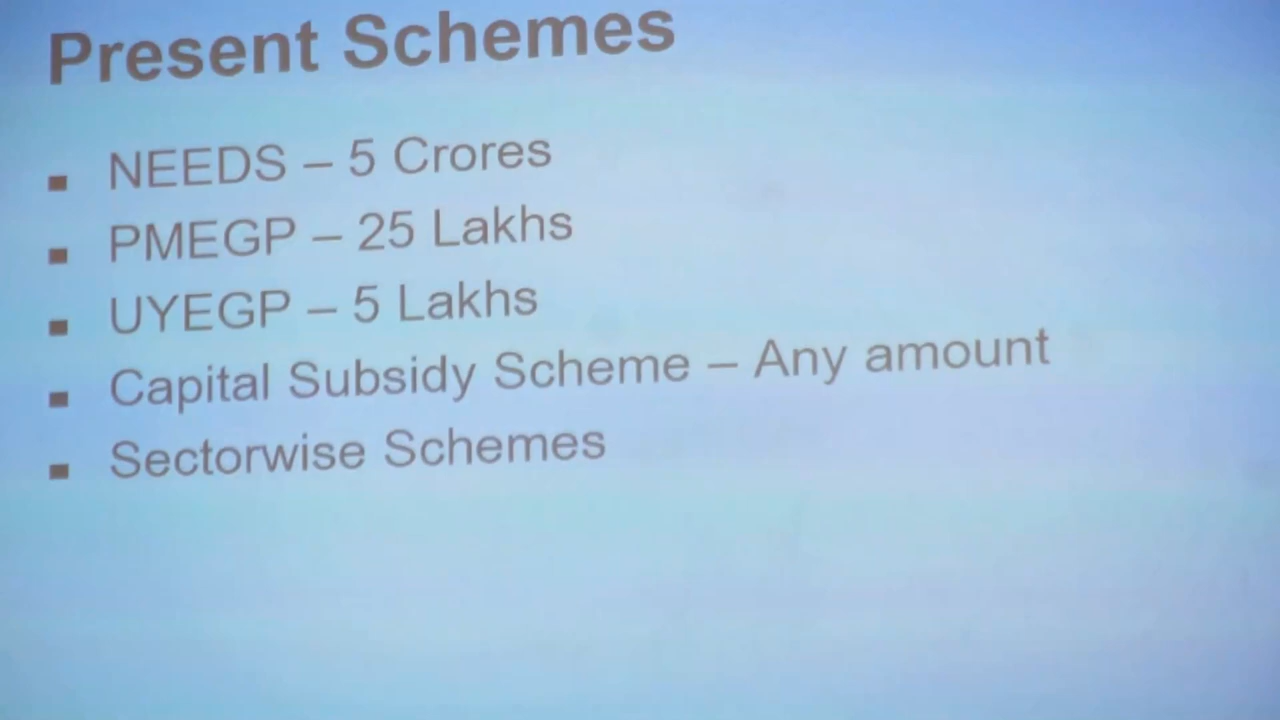 Present Schemes
NEEDS – 5 Crores
PMEGP – 25 Lakhs
UYEGP – 5 Lakhs
Capital Subsidy Scheme – Any amount
Sectorwise Schemes